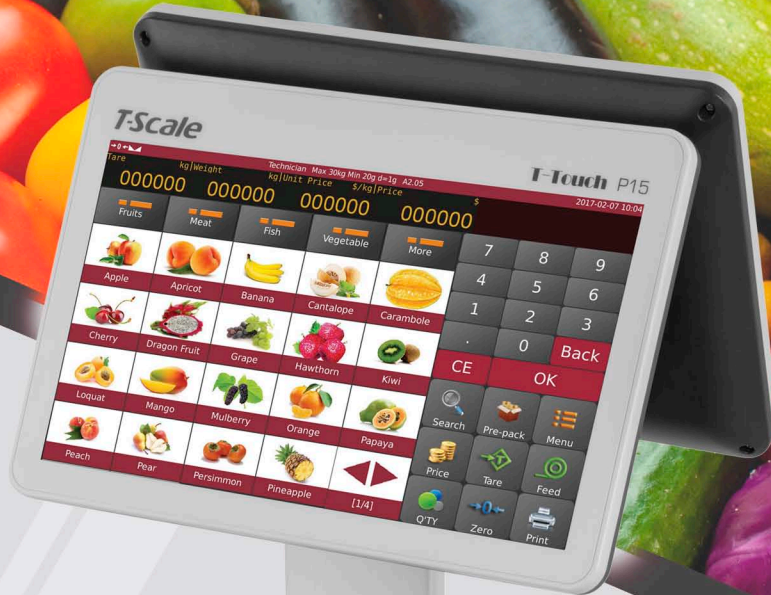 T-Scale
T-Touch P15
Technician Max 30kg Min 20g d=1g A2.05
2017-02-07 10:04
Tare kg|Weight kg|Unit Price $/kg|Price $
000000 000000 000000 000000
Fruits Meat Fish Vegetable More
7 8 9
Apple Apricot Banana Cantalope Carambole
4 5 6
1 2 3
Cherry Dragon Fruit Grape Hawthorn Kiwi
. 0 Back
CE OK
Loquat Mango Mulberry Orange Papaya
Search Pre-pack Menu
Peach Pear Persimmon Pineapple [1/4]
Price Tare Feed
Q'TY Zero Print